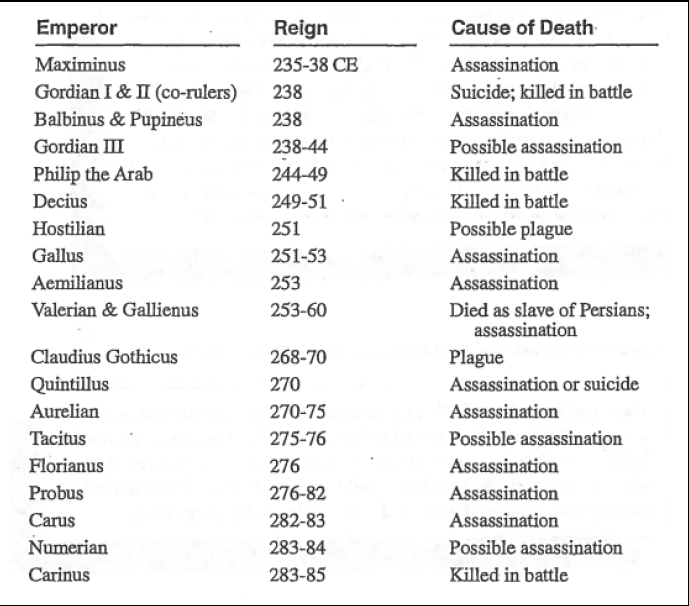 Emperor Reign Cause of Death
Maximinus 235-38 CE Assassination
Gordian I & II (co-rulers) 238 Suicide; killed in battle
Balbinus & Pupineus 238 Assassination
Gordian III 238-44 Possible assassination
Philip the Arab 244-49 Killed in battle
Decius 249-51 Killed in battle
Hostilian 251 Possible plague
Gallus 251-53 Assassination
Aemilianus 253 Assassination
Valerian & Gallienus 253-60 Died as slave of Persians;
assassination
Claudius Gothicus 268-70 Plague
Quintillus 270 Assassination or suicide
Aurelian 270-75 Assassination
Tacitus 275-76 Possible assassination
Florianus 276 Assassination
Probus 276-82 Assassination
Carus 282-83 Assassination
Numerian 283-84 Possible assassination
Carinus 283-85 Killed in battle